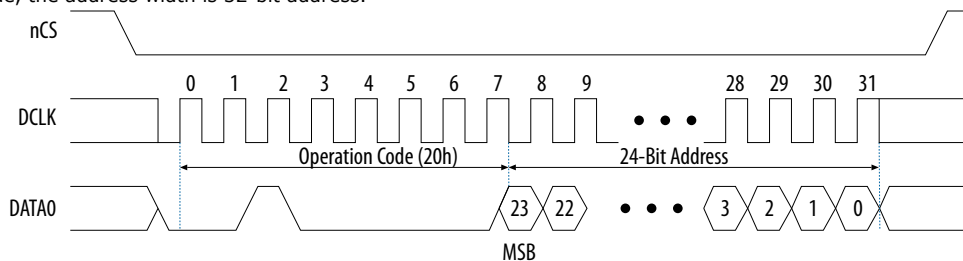 de, the address width is 32-bit address.
nCS
0 1 2 3 4 5 6 7 8 9 28 29 30 31
DCLK
Operation Code (20h) 24-Bit Address
DATA0 23 22 3 2 1 0
MSB